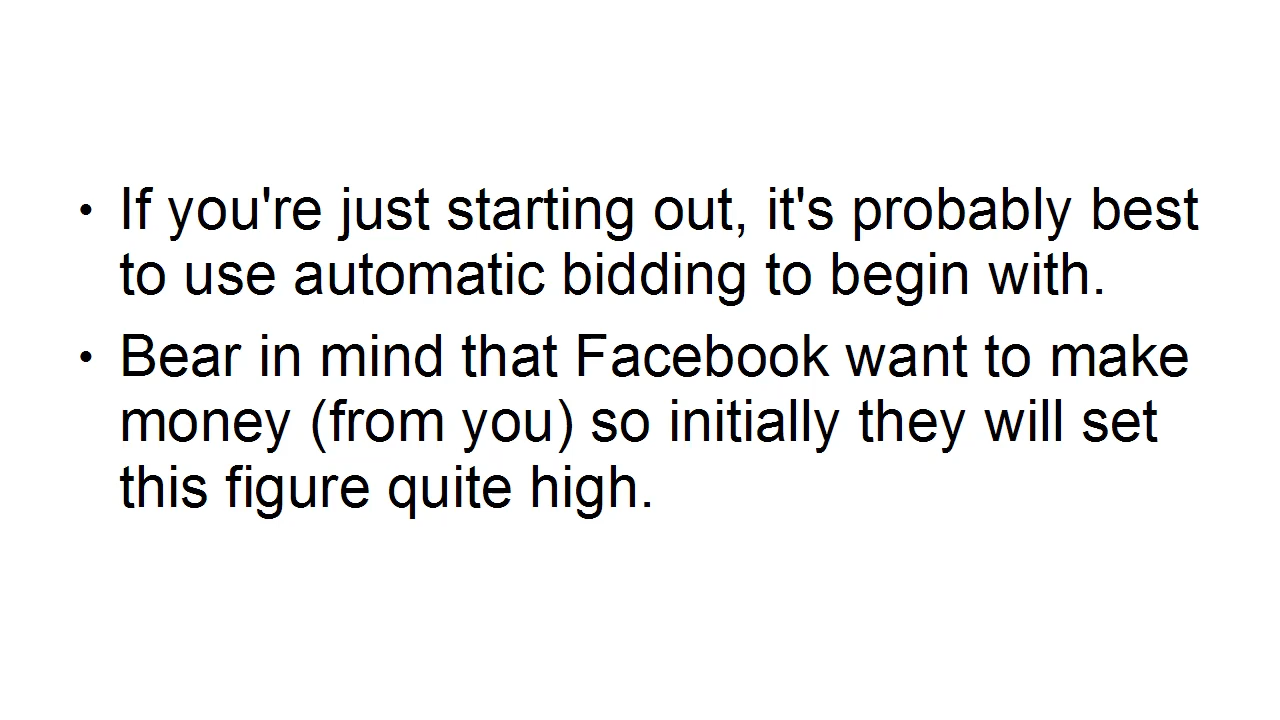 • If you're just starting out, it's probably best
to use automatic bidding to begin with.
• Bear in mind that Facebook want to make
money (from you) so initially they will set
this figure quite high.